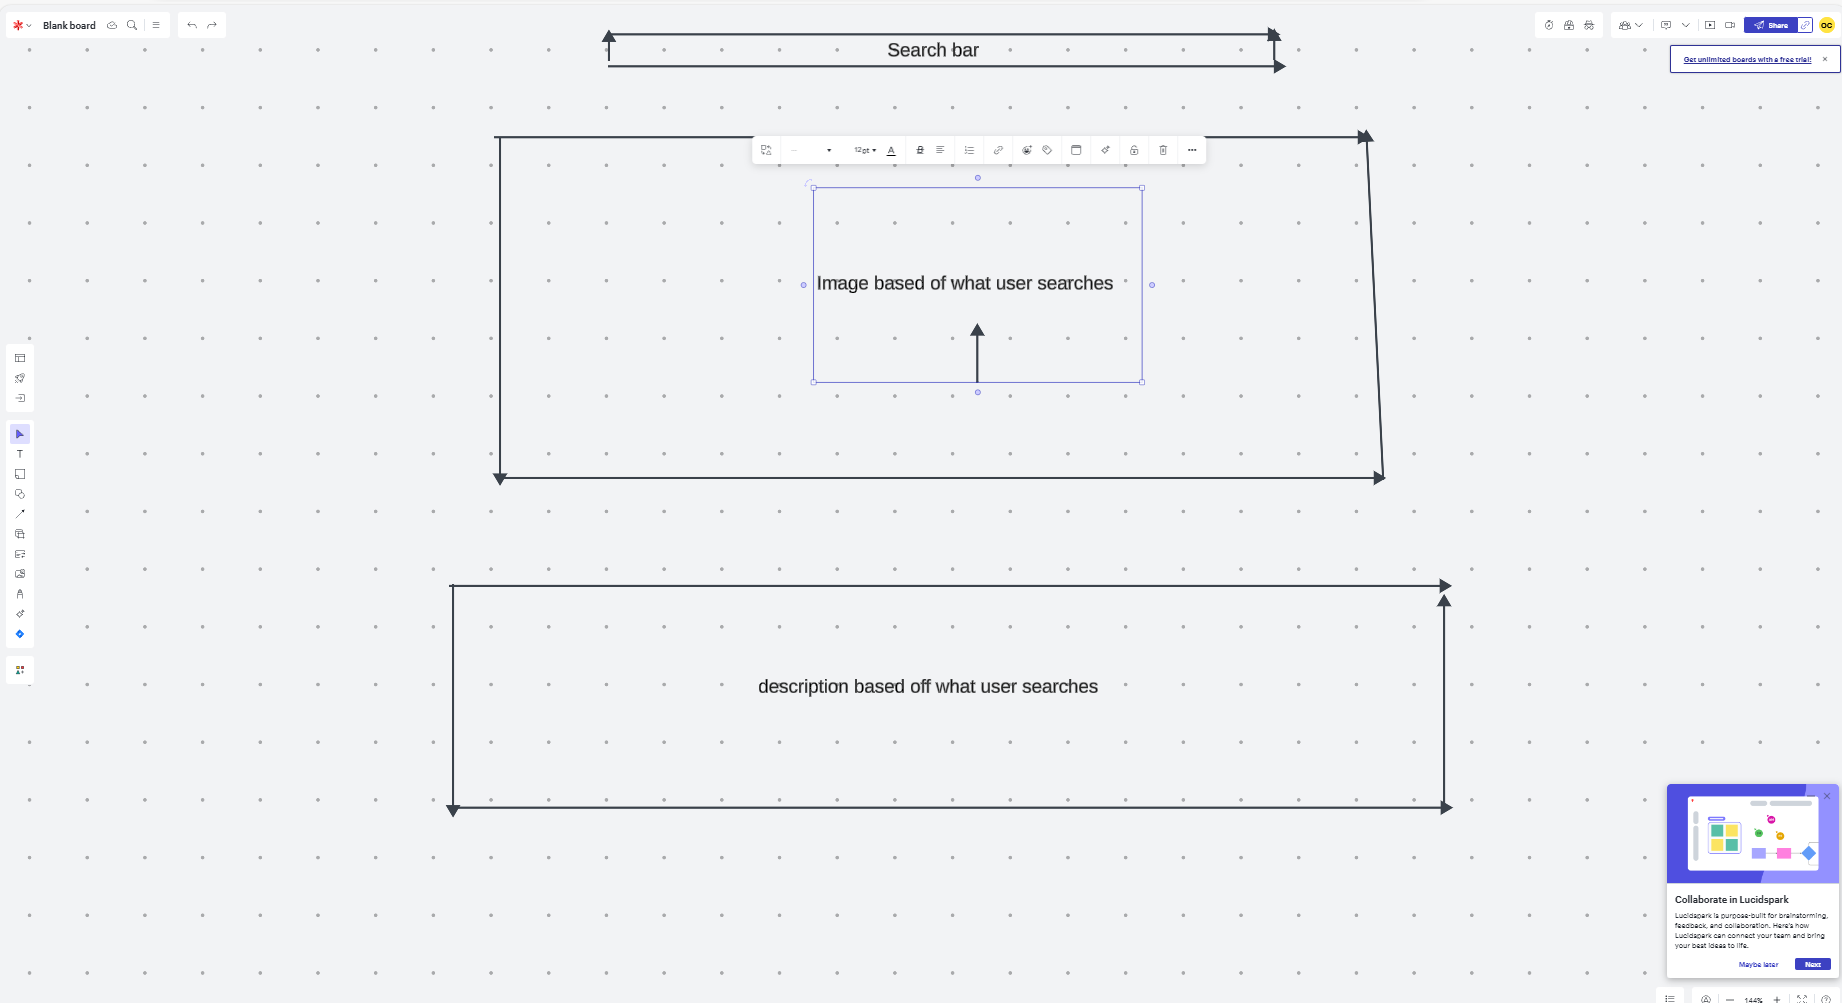 Blank board
Share
OC
Search bar
Get unlimited boards with a free trial!
12pt
A
Image based of what user searches
T
description based off what user searches
Collaborate in Lucidspark
Lucidspark is purpose-built for brainstorming,
feedback, and collaboration. Here's how
Lucidspark can connect your team and bring
your best ideas to life.
Maybe later
Next
144%